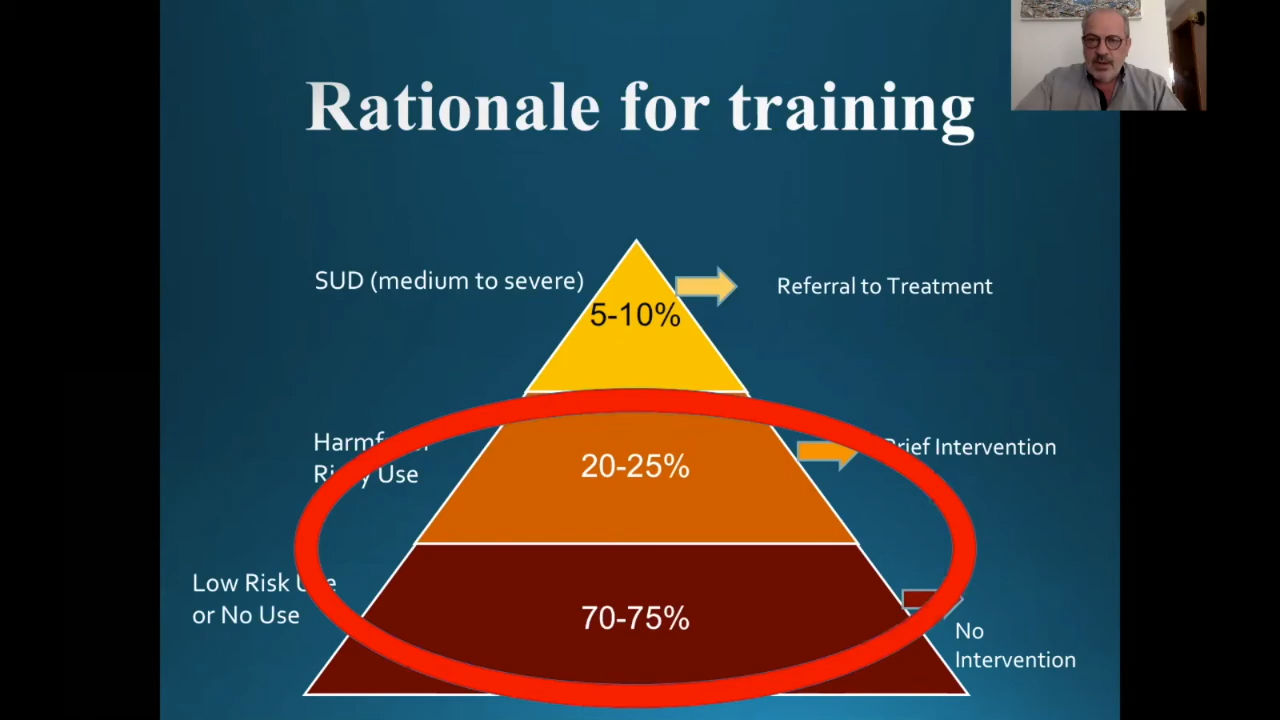 Rationale for training
SUD (medium to severe)
5-10%
Referral to Treatment
20-25%
Use
Intervention
Low Risk
or No Use
70-75%
No
Intervention